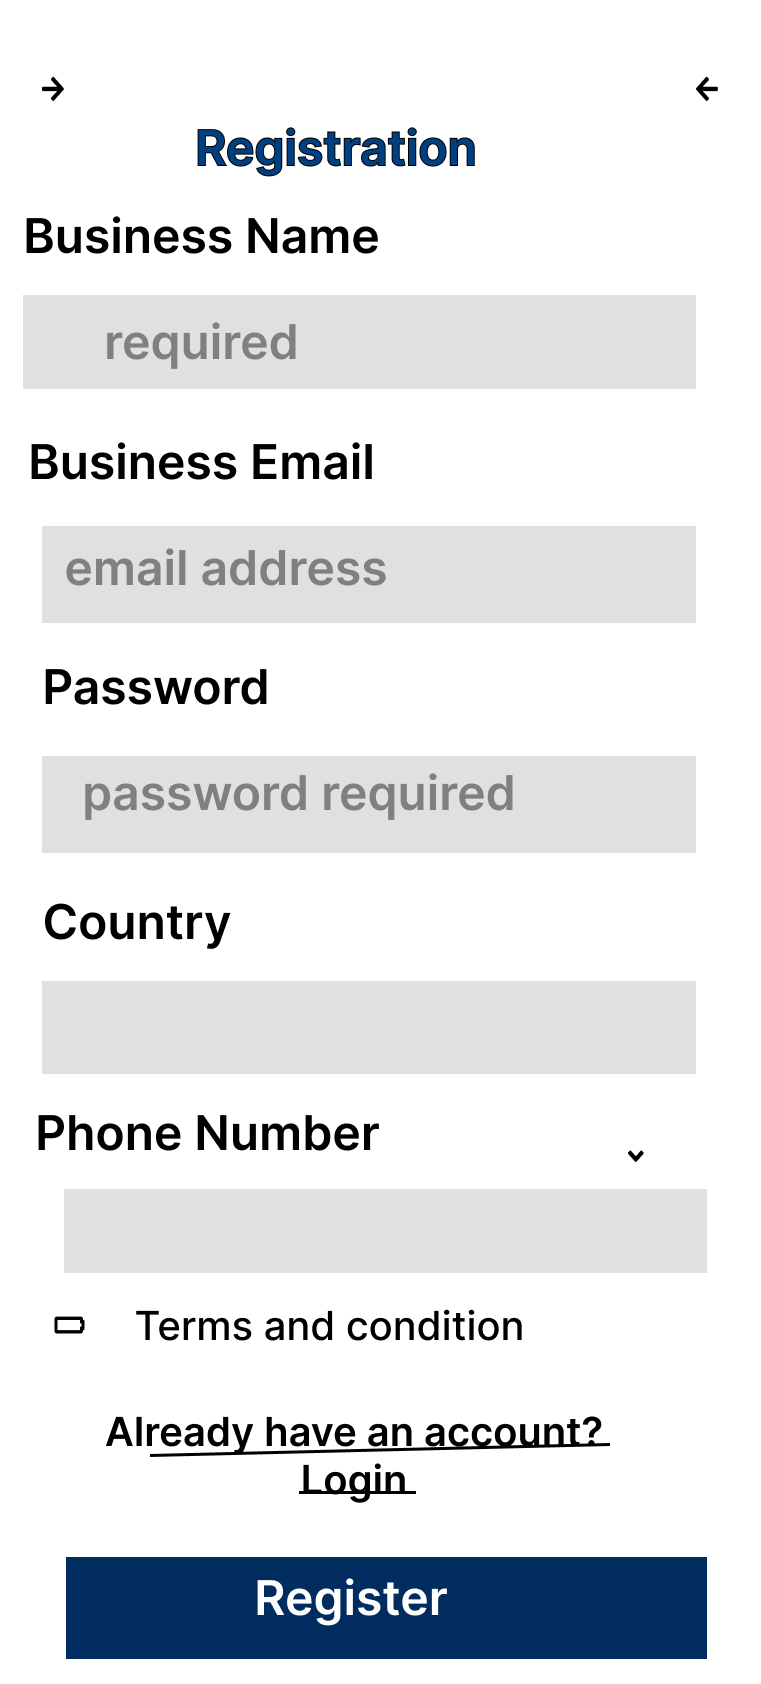 Registration
Business Name
required
Business Email
email address
Password
password required
Country
Phone Number
Terms and condition
Already have an account?
Login
Register